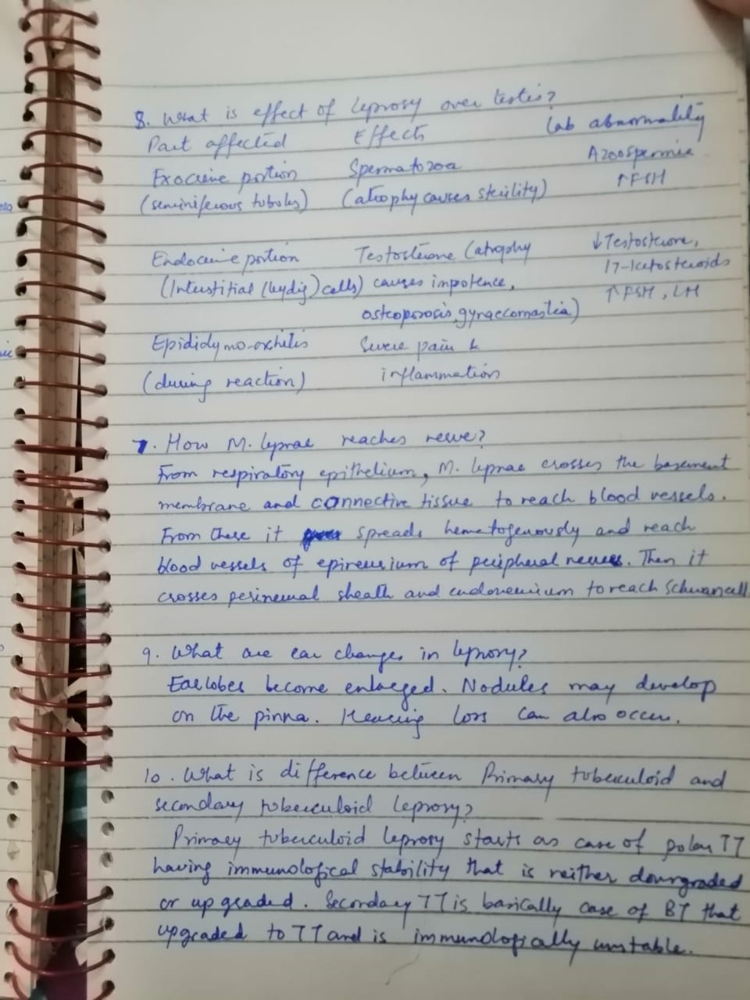 8. What is effect of leprosy over testis?
Part affected Effects Lab abnormality
Exocrine portion Spermatozoa Azoospermia
(seminiferous tubules) (atrophy causes sterility) ↑FSH
Endocrine portion Testosterone (atrophy ↓Testosterone,
(Interstitial (leydig) cells) causes impotence, 17-ketosteroids
osteoporosis, gynaecomastia) ↑FSH, LH
Epididymo-orchitis Severe pain &
(during reaction) inflammation
7. How M. leprae reaches nerve?
From respiratory epithelium, M. leprae crosses the basement
membrane and connective tissue to reach blood vessels.
From these it spreads hematogenously and reach
blood vessels of epineurium of peripheral nerves. Then it
crosses perineural sheath and endoneurium to reach Schwancell
9. What are ear changes in leprosy?
Earlobes become enlarged. Nodules may develop
on the pinna. Hearing loss can also occur.
10. What is difference between Primary tuberculoid and
secondary tuberculoid leprosy?
Primary tuberculoid leprosy starts as case of polar TT
having immunological stability that is neither downgraded
or upgraded. Secondary TT is basically case of BT that
upgraded to TT and is immunologically unstable.